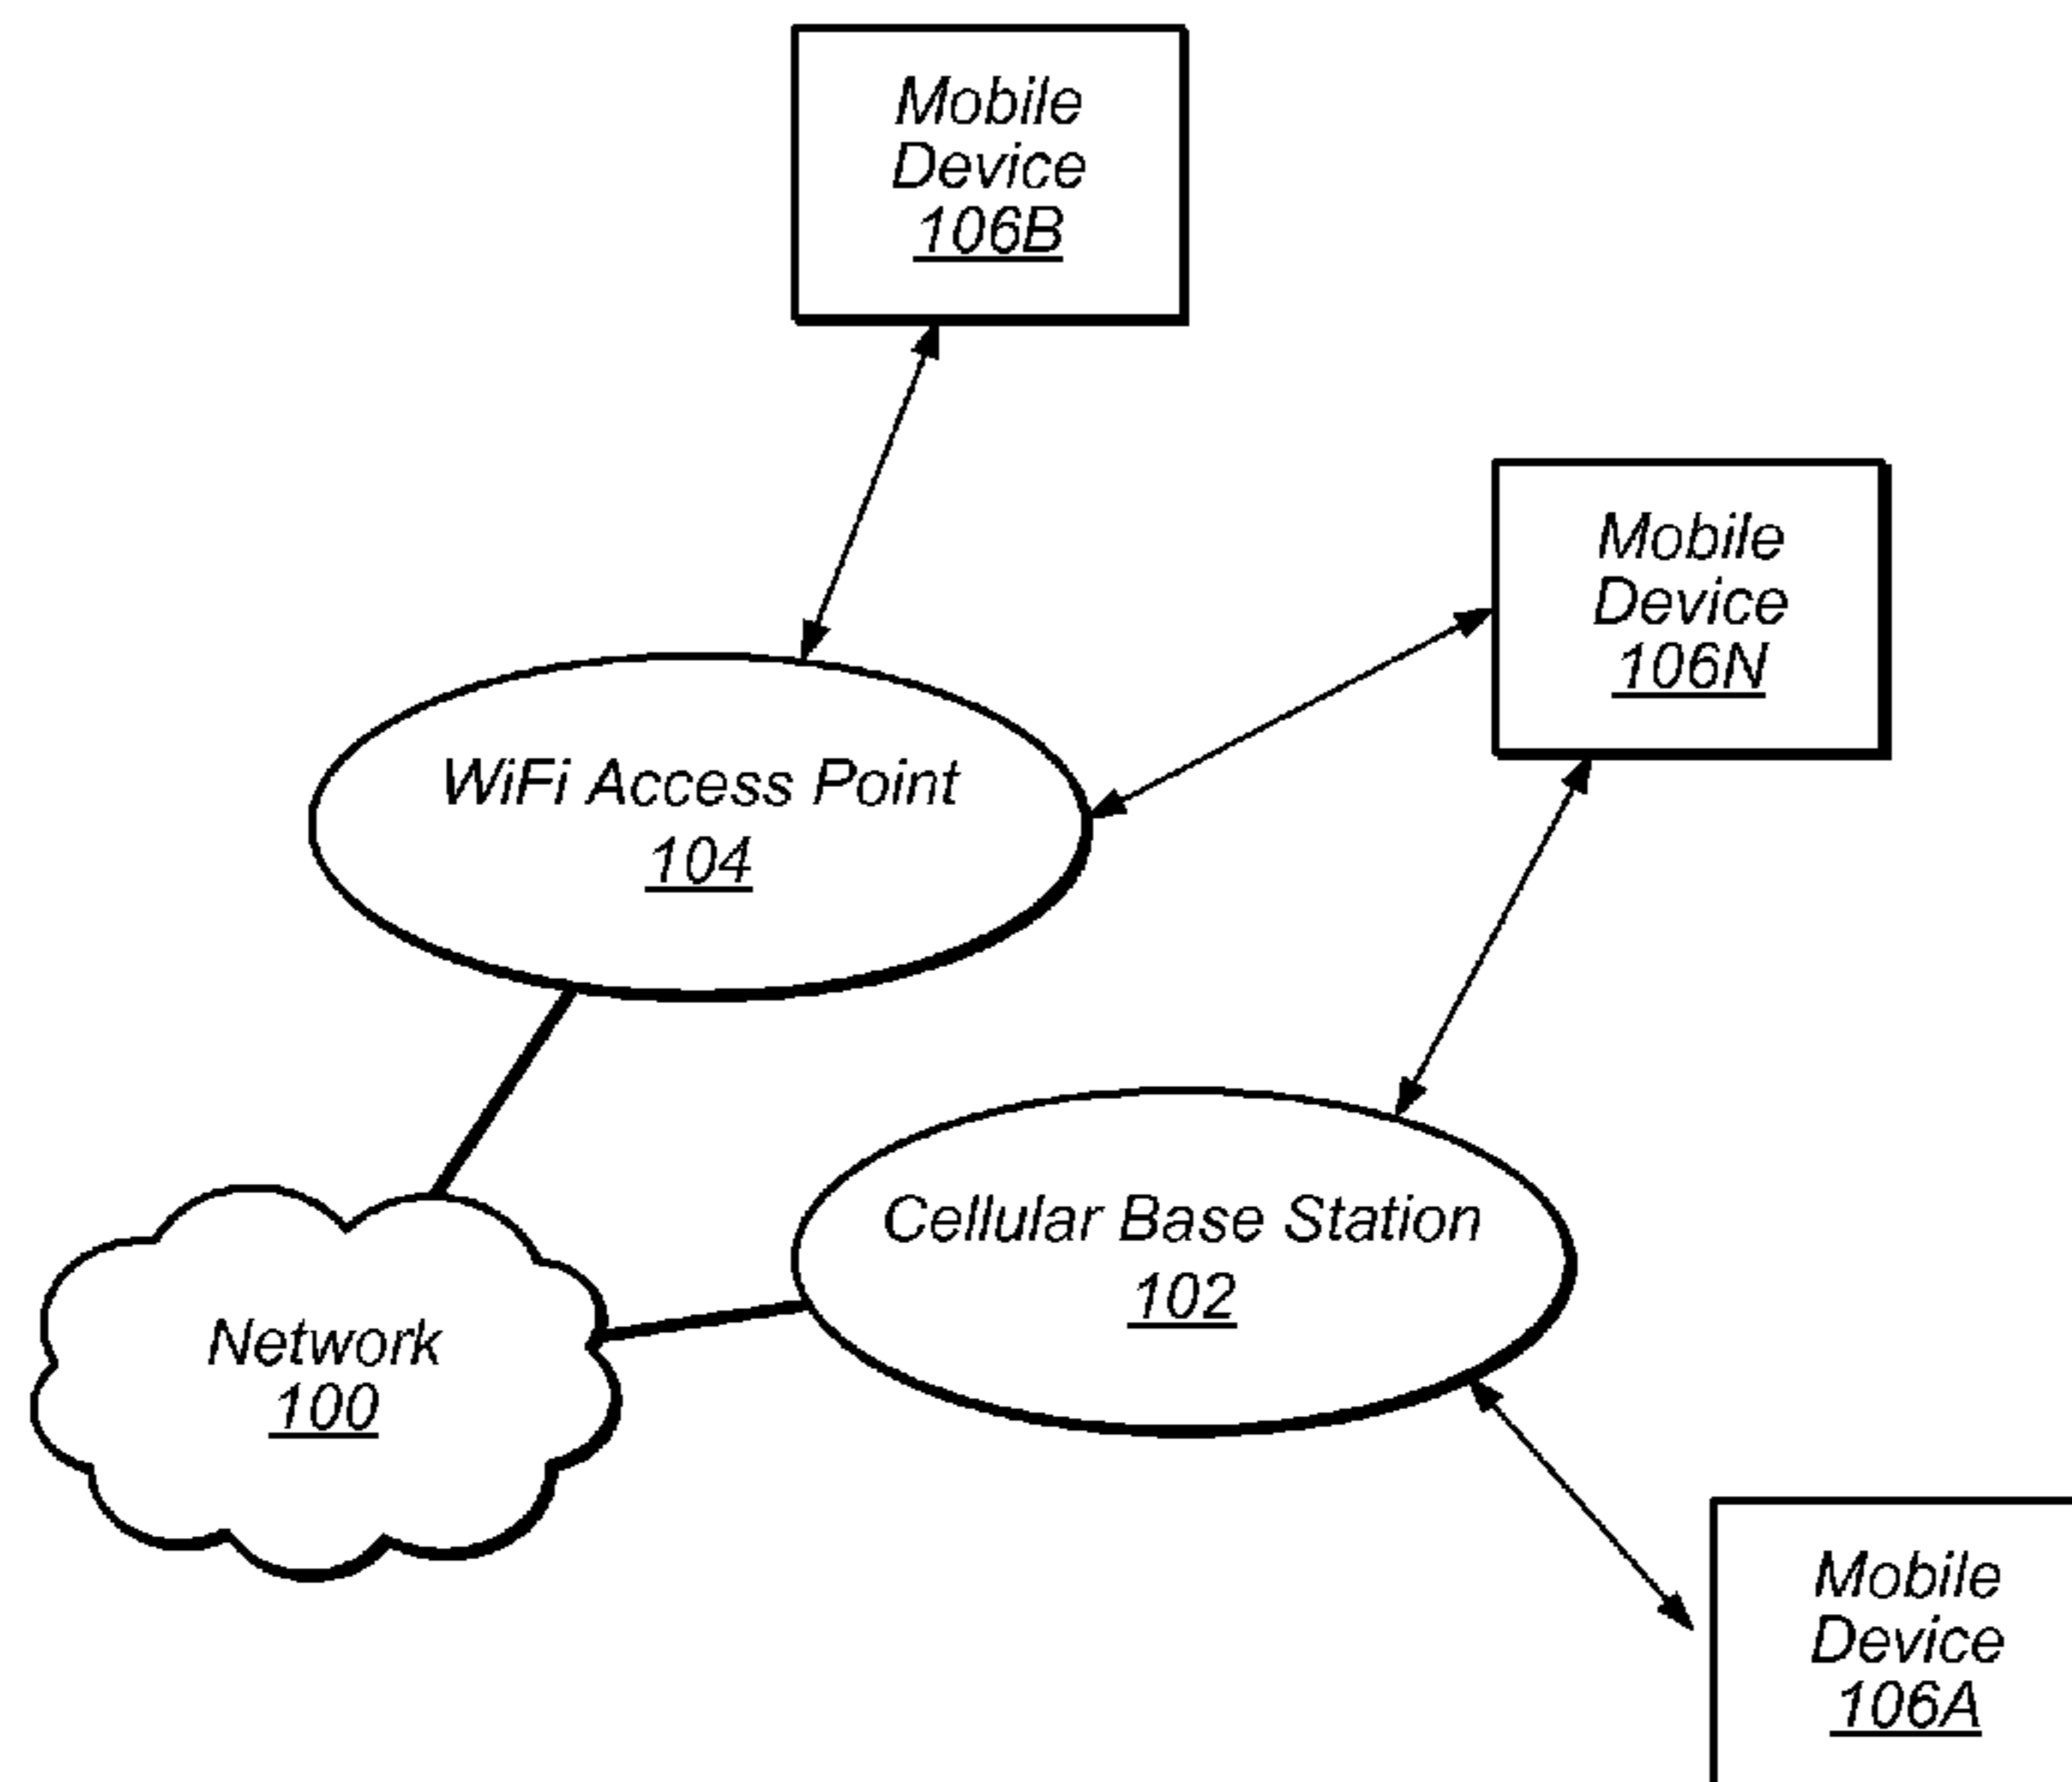 Mobile
Device
106B
Mobile
Device
106N
WiFi Access Point
104
Cellular Base Station
102
Network
100
Mobile
Device
106A